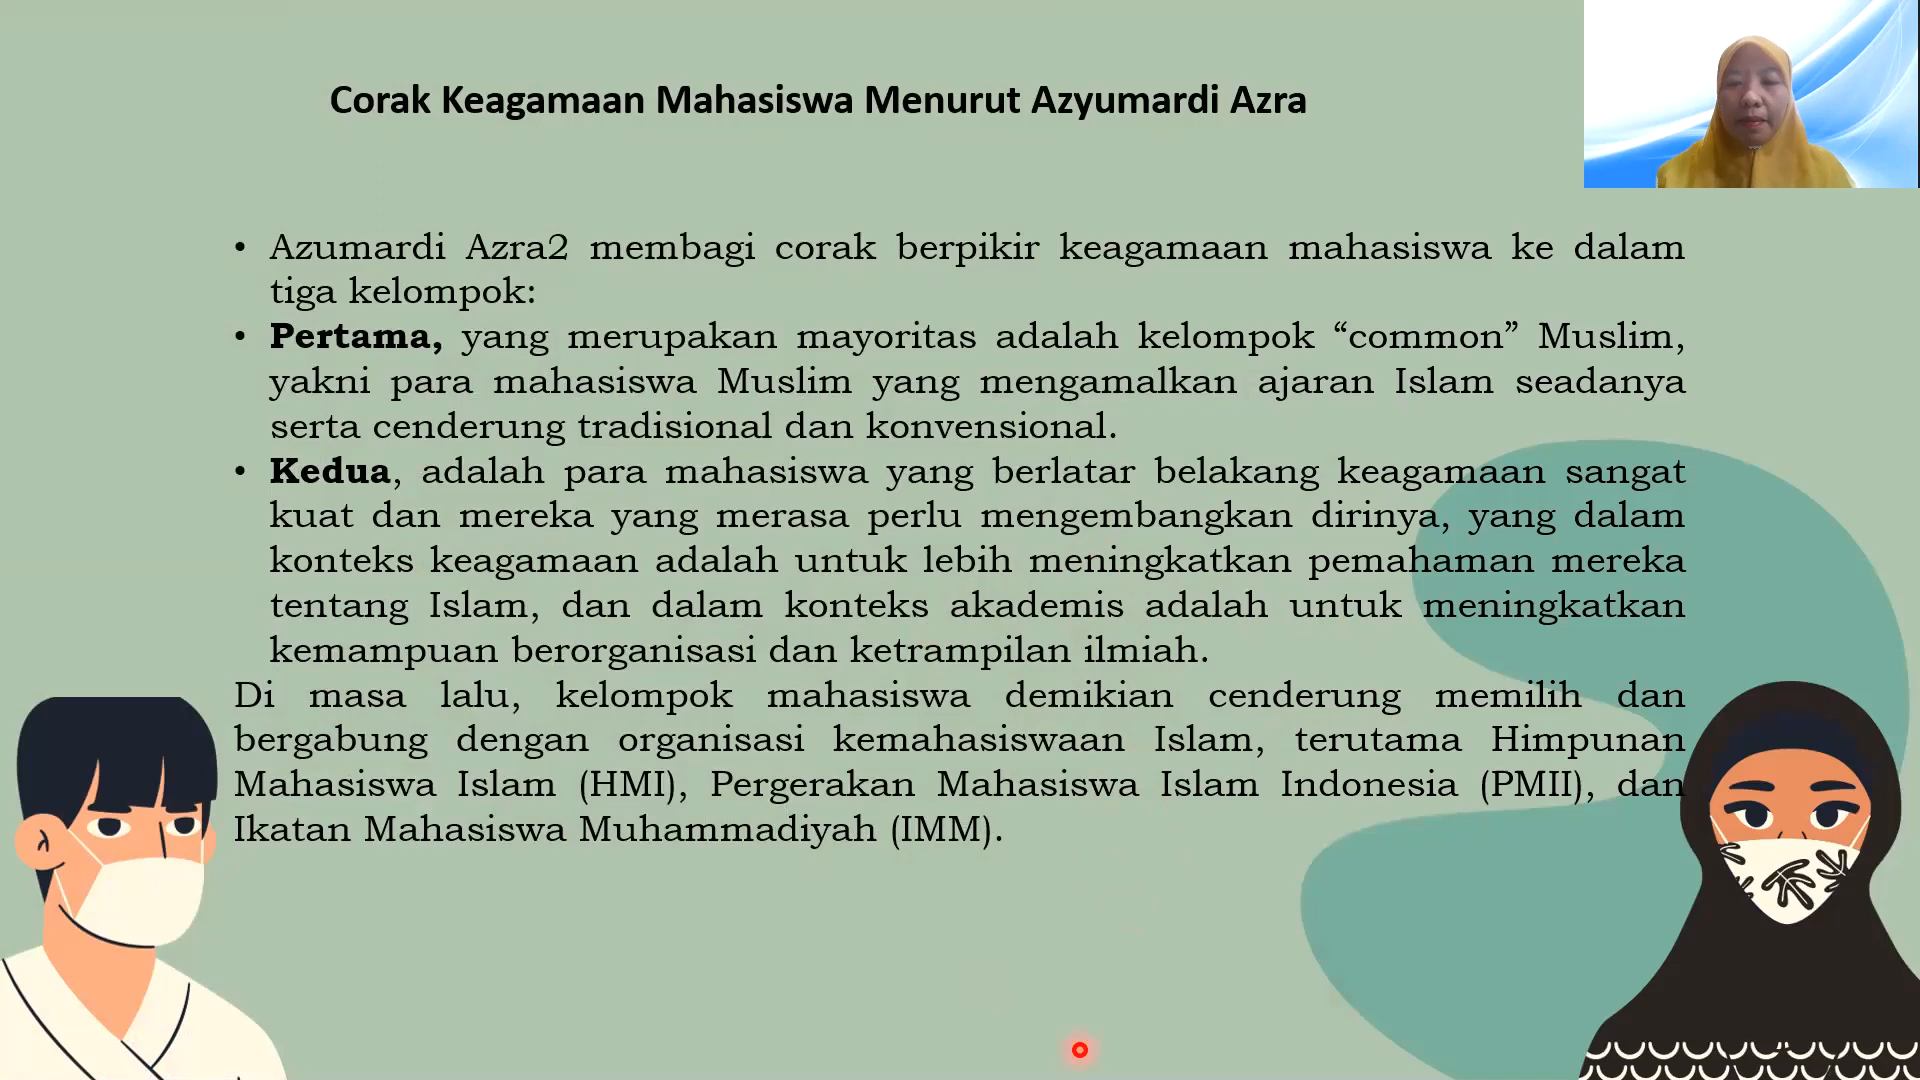 Corak Keagamaan Mahasiswa Menurut Azyumardi Azra
• Azumardi Azra2 membagi corak berpikir keagamaan mahasiswa ke dalam
tiga kelompok:
• Pertama, yang merupakan mayoritas adalah kelompok “common” Muslim,
yakni para mahasiswa Muslim yang mengamalkan ajaran Islam seadanya
serta cenderung tradisional dan konvensional.
• Kedua, adalah para mahasiswa yang berlatar belakang keagamaan sangat
kuat dan mereka yang merasa perlu mengembangkan dirinya, yang dalam
konteks keagamaan adalah untuk lebih meningkatkan pemahaman mereka
tentang Islam, dan dalam konteks akademis adalah untuk meningkatkan
kemampuan berorganisasi dan ketrampilan ilmiah.
Di masa lalu, kelompok mahasiswa demikian cenderung memilih dan
bergabung dengan organisasi kemahasiswaan Islam, terutama Himpunan
Mahasiswa Islam (HMI), Pergerakan Mahasiswa Islam Indonesia (PMII), dan
Ikatan Mahasiswa Muhammadiyah (IMM).